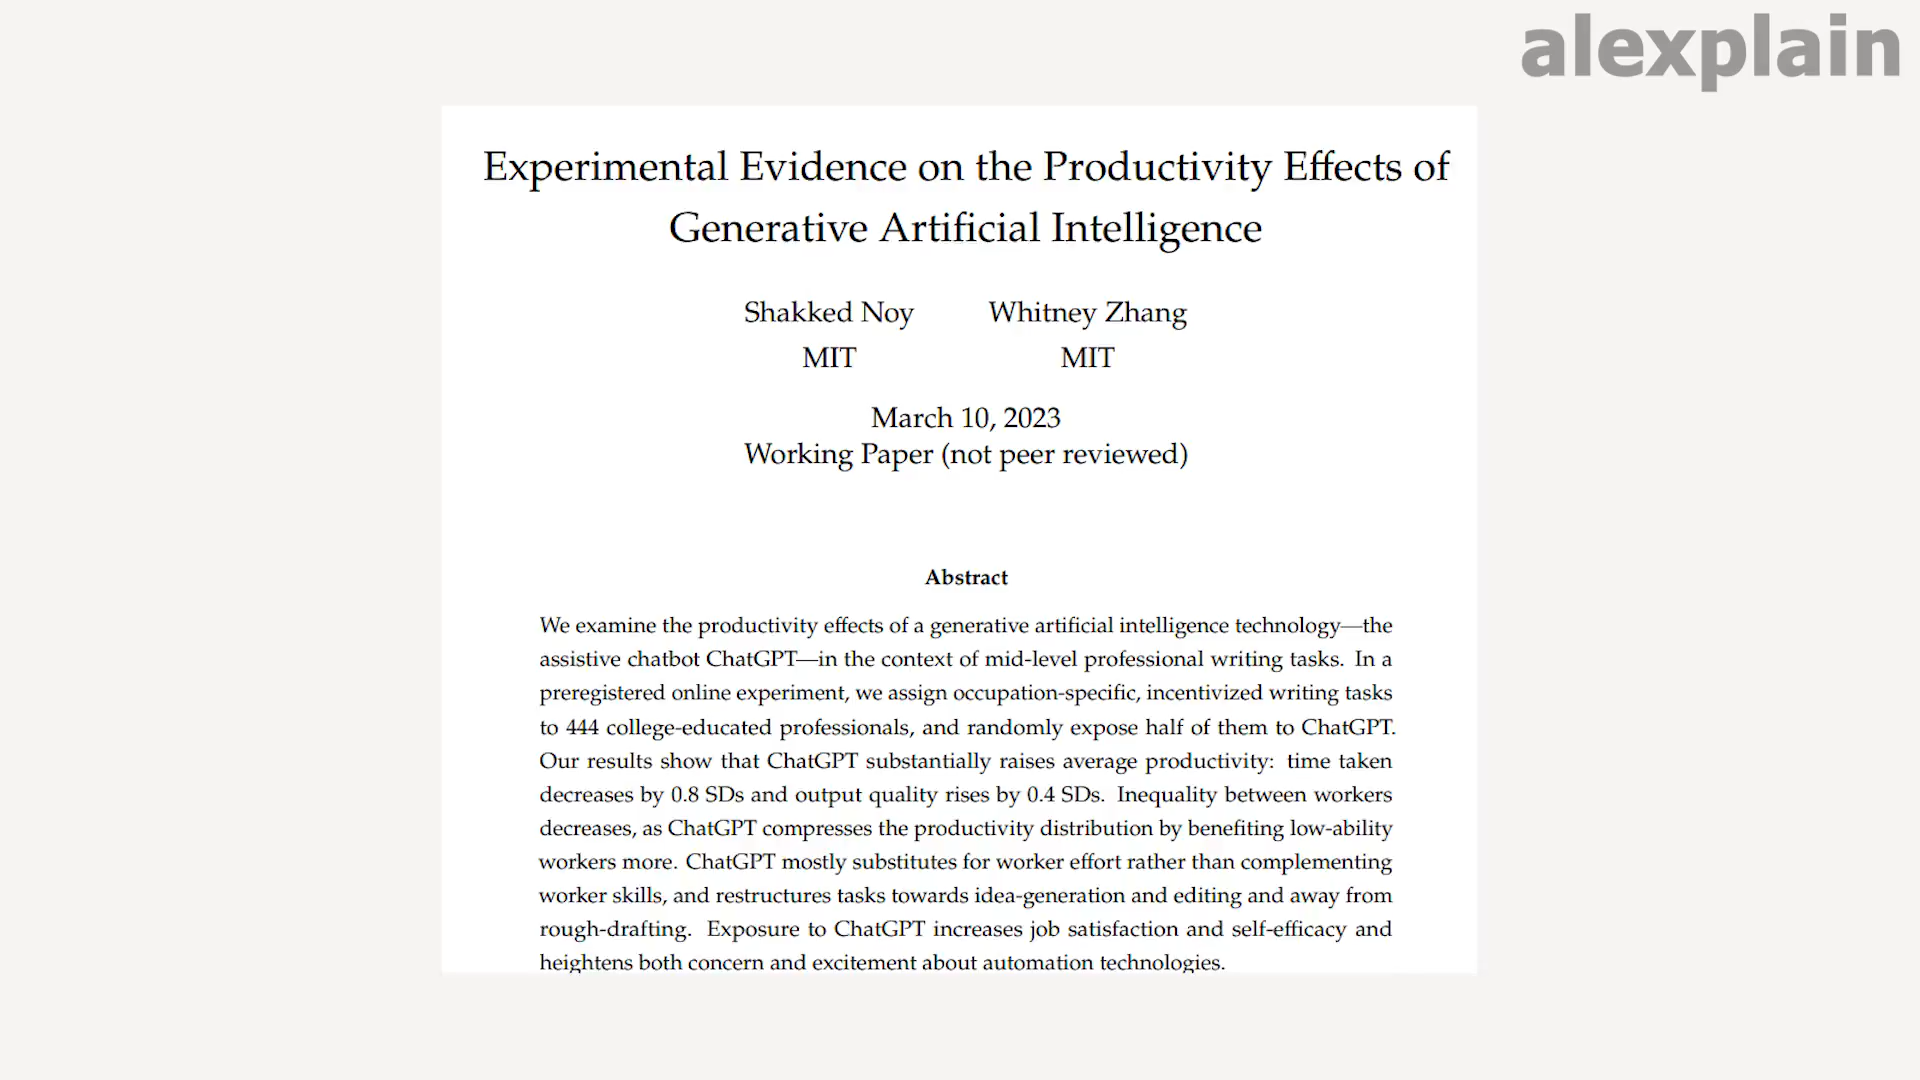 alexplain
Experimental Evidence on the Productivity Effects of
Generative Artificial Intelligence
Shakked Noy Whitney Zhang
MIT MIT
March 10, 2023
Working Paper (not peer reviewed)
Abstract
We examine the productivity effects of a generative artificial intelligence technology—the
assistive chatbot ChatGPT—in the context of mid-level professional writing tasks. In a
preregistered online experiment, we assign occupation-specific, incentivized writing tasks
to 444 college-educated professionals, and randomly expose half of them to ChatGPT.
Our results show that ChatGPT substantially raises average productivity: time taken
decreases by 0.8 SDs and output quality rises by 0.4 SDs. Inequality between workers
decreases, as ChatGPT compresses the productivity distribution by benefiting low-ability
workers more. ChatGPT mostly substitutes for worker effort rather than complementing
worker skills, and restructures tasks towards idea-generation and editing and away from
rough-drafting. Exposure to ChatGPT increases job satisfaction and self-efficacy and
heightens both concern and excitement about automation technologies.